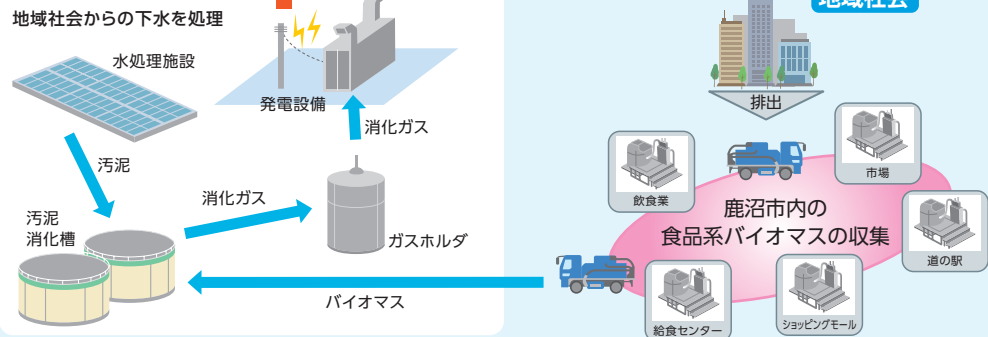 地域社会からの下水を処理
水処理施設
発電設備
消化ガス
汚泥
消化ガス
汚泥
消化槽
ガスホルダ
バイオマス
地域社会
排出
市場
飲食業
鹿沼市内の
食品系バイオマスの収集
道の駅
給食センター
ショッピングモール